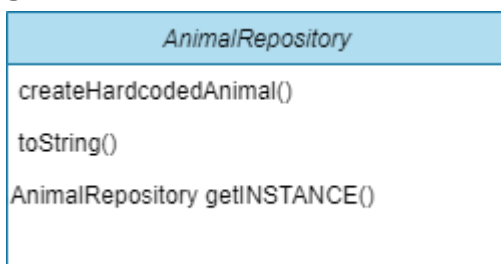 AnimalRepository
createHardcodedAnimal()
toString()
AnimalRepository getINSTANCE()